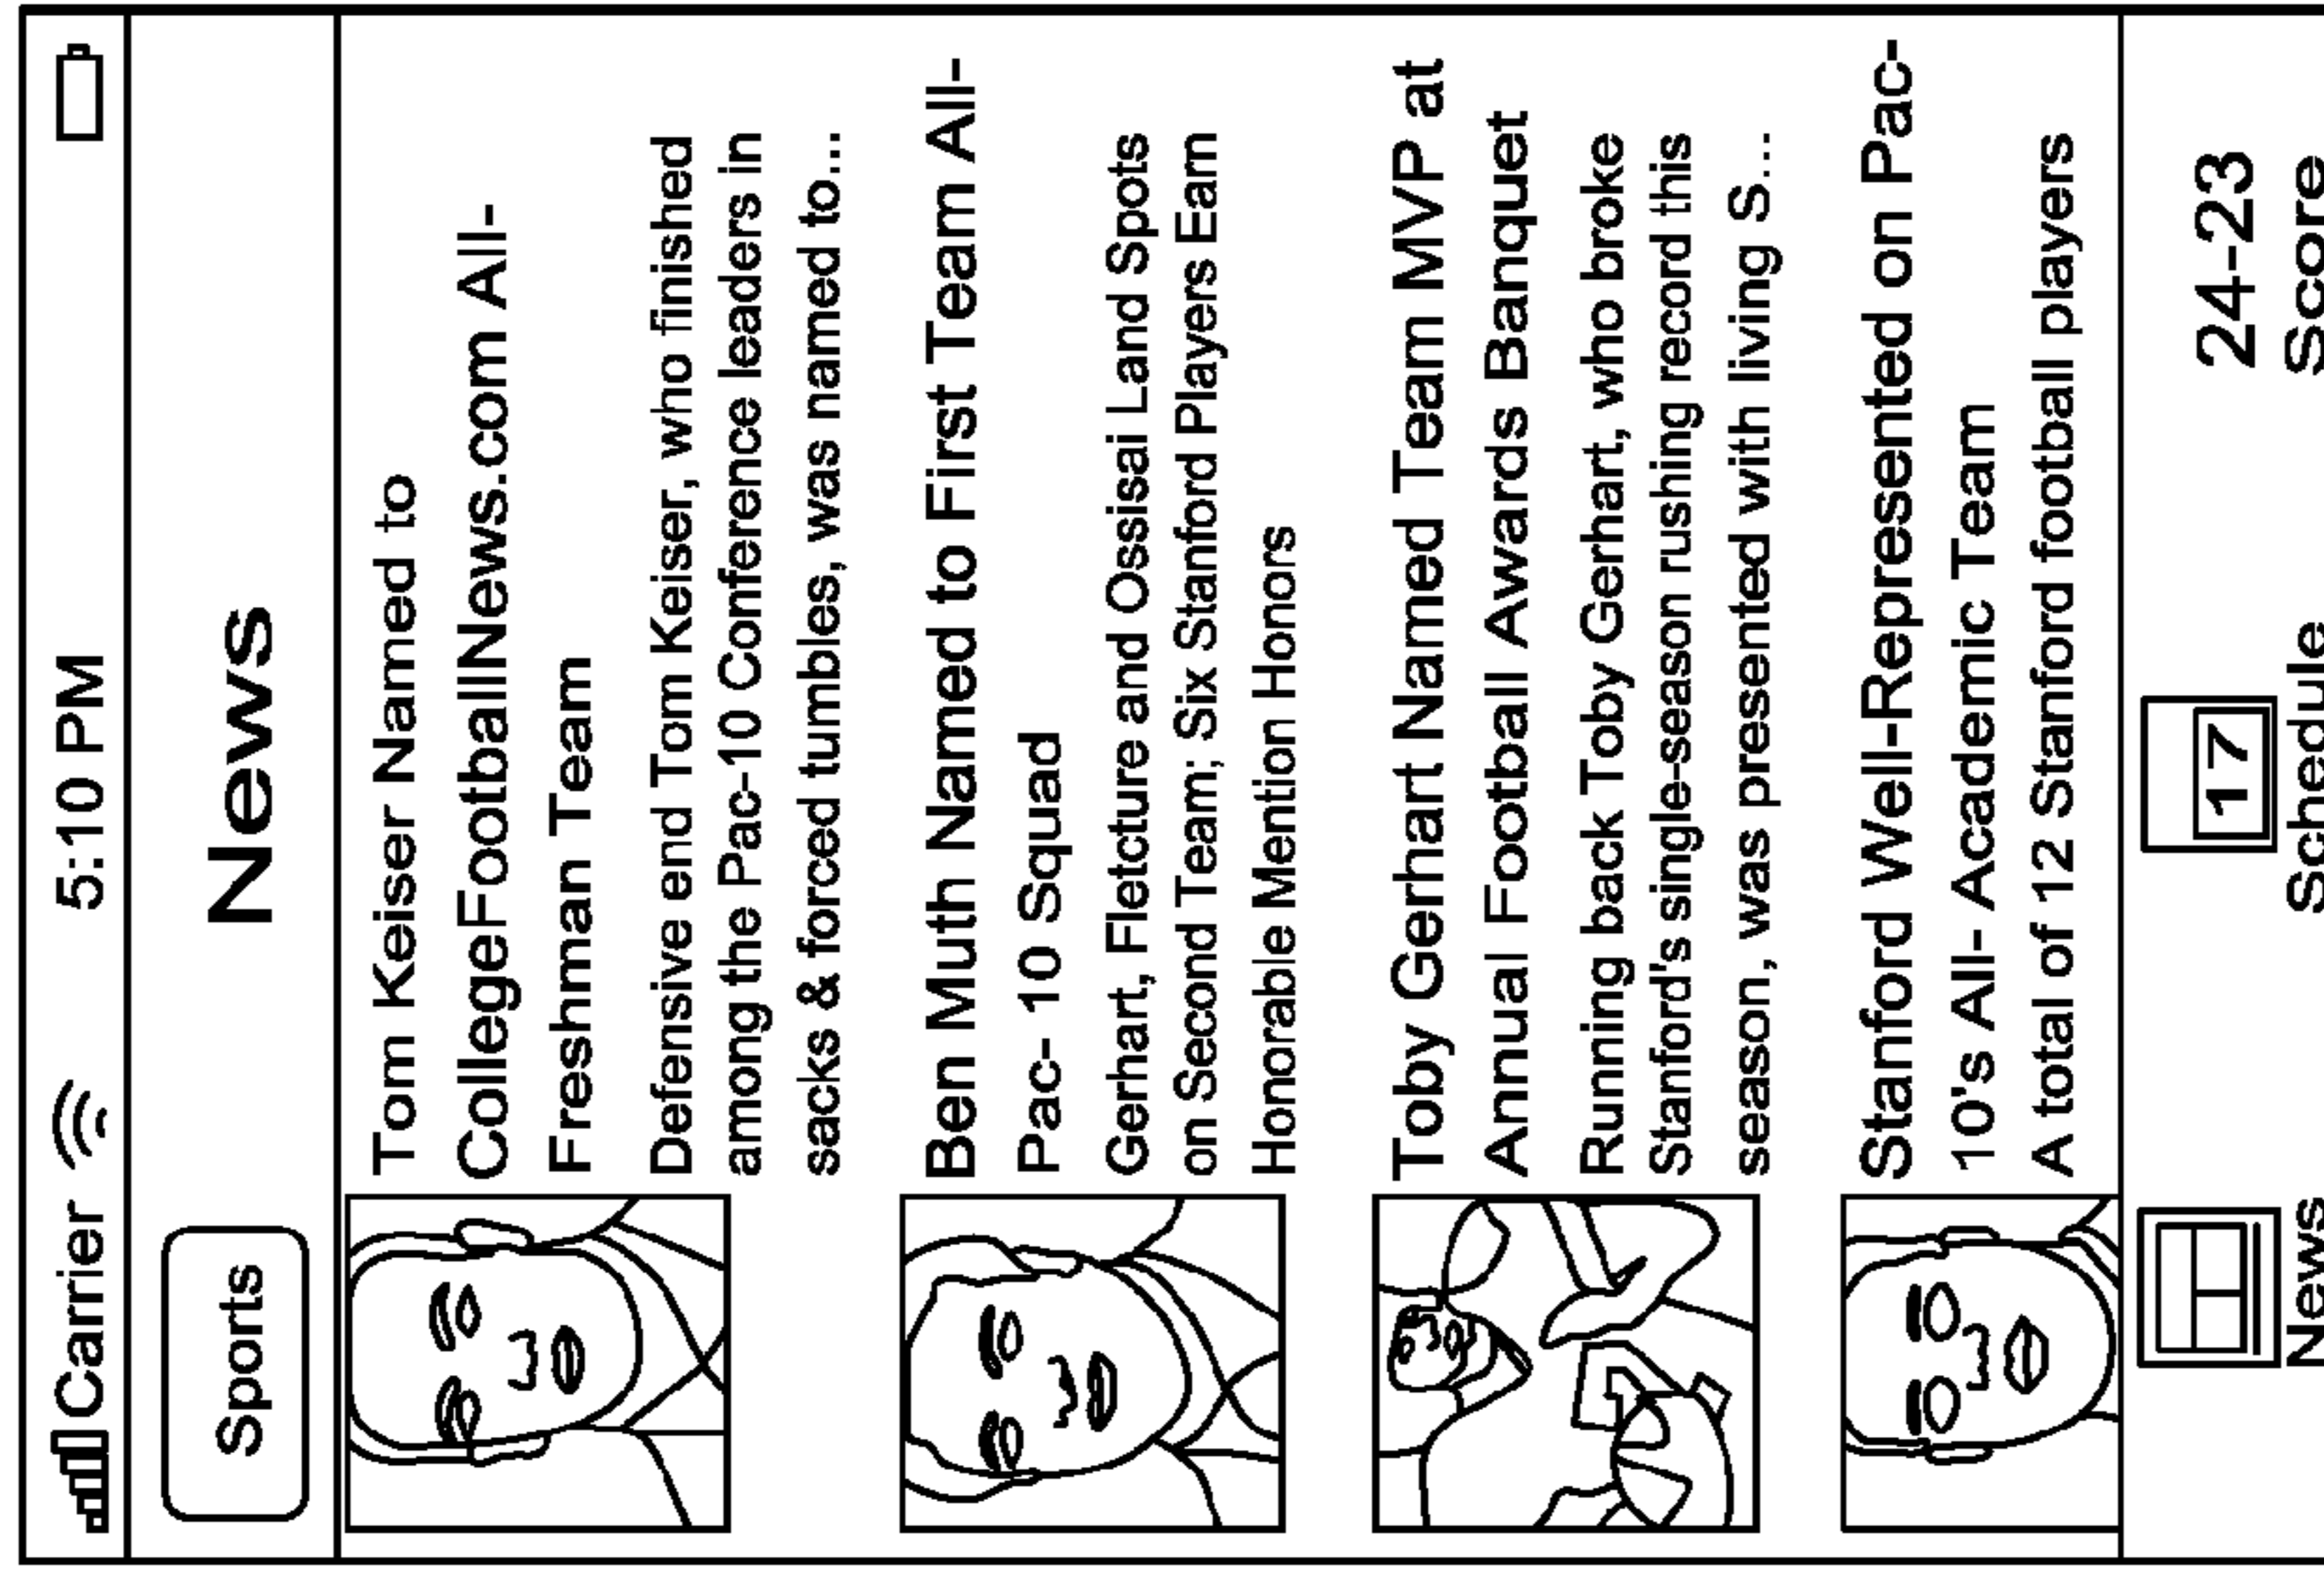 Carrier 5:10 PM
Sports News
Tom Keiser Named to
CollegeFootballNews.com All-
Freshman Team
Defensive end Tom Keiser, who finished
among the Pac-10 Conference leaders in
sacks & forced tumbles, was named to...
Ben Muth Named to First Team All-
Pac- 10 Squad
Gerhart, Fletcture and Ossisai Land Spots
on Second Team; Six Stanford Players Earn
Honorable Mention Honors
Toby Gerhart Named Team MVP at
Annual Football Awards Banquet
Running back Toby Gerhart, who broke
Stanford's single-season rushing record this
season, was presented with living S...
Stanford Well-Represented on Pac-
10's All- Academic Team
A total of 12 Stanford football players
17 24-23
News Schedule Score